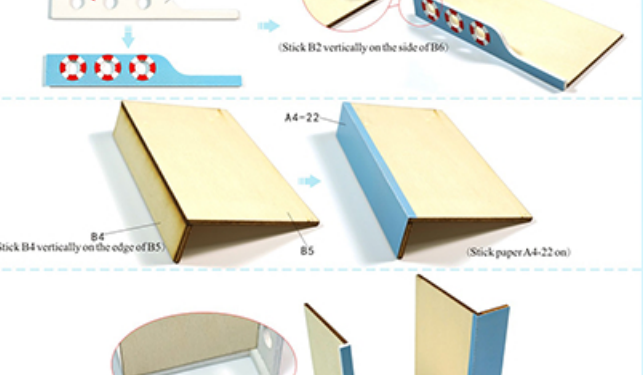 (Stick B2 vertically on the side of B6)
A4-22
B4
Stick B4 vertically on the edge of B5)
B5
(Stick paper A4-22 on)